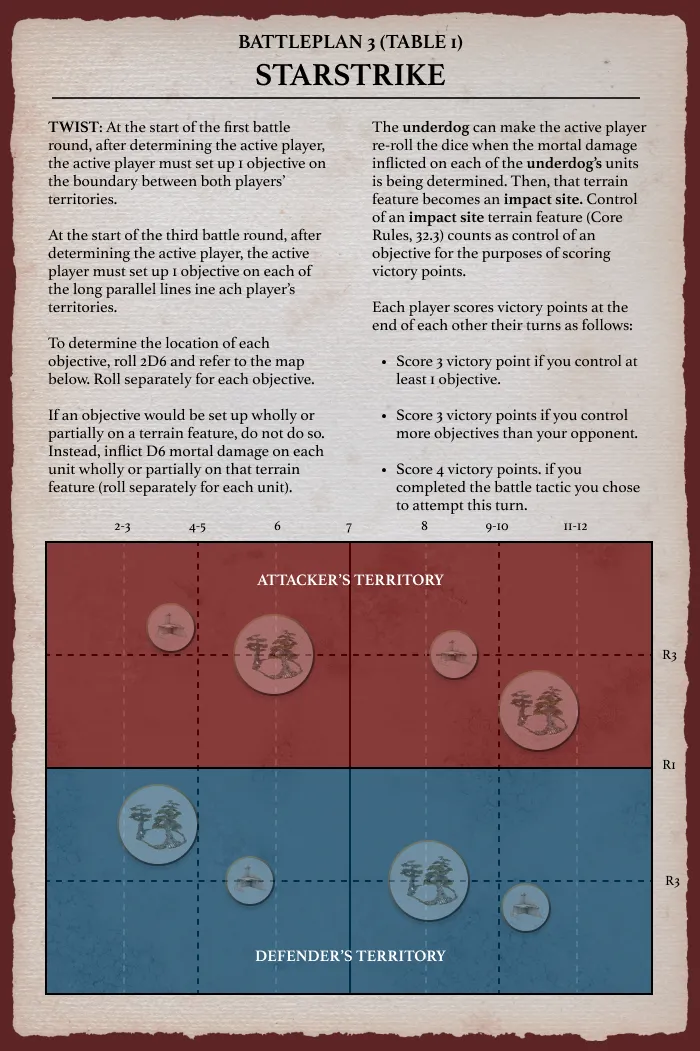 BATTLEPLAN 3 (TABLE 1)
STARSTRIKE
TWIST: At the start of the first battle
round, after determining the active player,
the active player must set up 1 objective on
the boundary between both players'
territories.
At the start of the third battle round, after
determining the active player, the active
player must set up 1 objective on each of
the long parallel lines ine ach player's
territories.
To determine the location of each
objective, roll 2D6 and refer to the map
below. Roll separately for each objective.
If an objective would be set up wholly or
partially on a terrain feature, do not do so.
Instead, inflict D6 mortal damage on each
unit wholly or partially on that terrain
feature (roll separately for each unit).
The underdog can make the active player
re-roll the dice when the mortal damage
inflicted on each of the underdog's units
is being determined. Then, that terrain
feature becomes an impact site. Control
of an impact site terrain feature (Core
Rules, 32.3) counts as control of an
objective for the purposes of scoring
victory points.
Each player scores victory points at the
end of each other their turns as follows:
• Score 3 victory point if you control at
least 1 objective.
• Score 3 victory points if you control
more objectives than your opponent.
• Score 4 victory points. if you
completed the battle tactic you chose
to attempt this turn.
2-3 4-5 6 7 8 9-10 11-12
ATTACKER'S TERRITORY
R3
R1
R3
DEFENDER'S TERRITORY